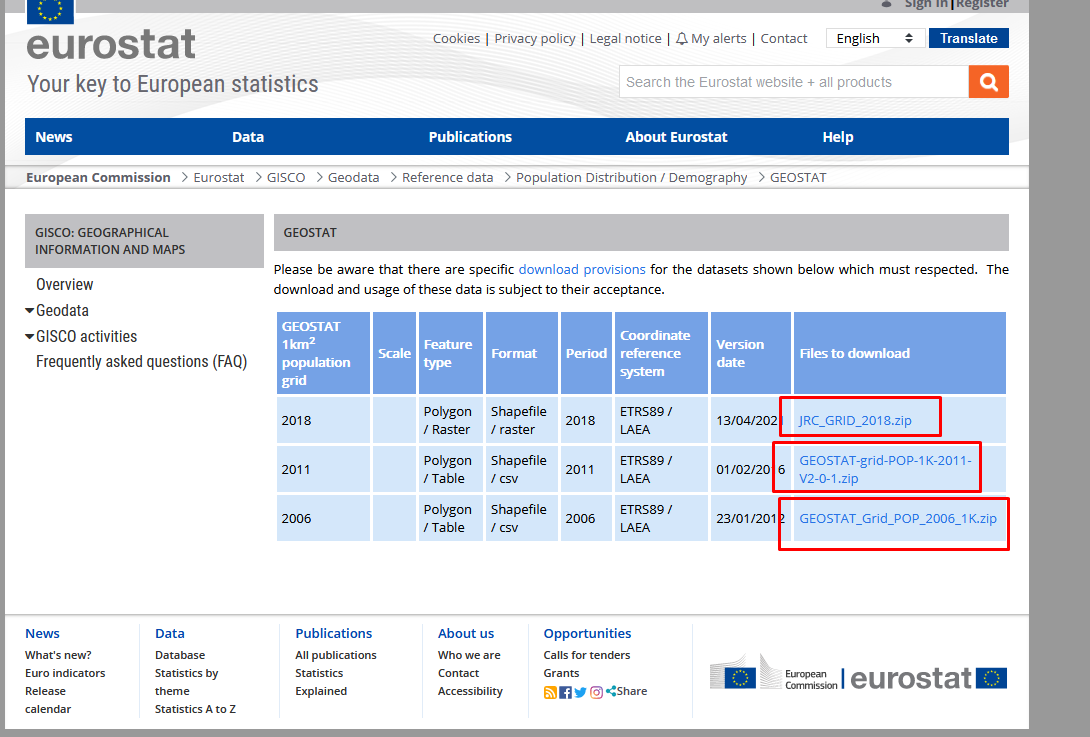 Sign In | Register
eurostat
Your key to European statistics
Cookies | Privacy policy | Legal notice | My alerts | Contact
English
Translate
Search the Eurostat website + all products
News Data Publications About Eurostat Help
European Commission > Eurostat > GISCO > Geodata > Reference data > Population Distribution / Demography > GEOSTAT
GISCO: GEOGRAPHICAL
INFORMATION AND MAPS
Overview
Geodata
GISCO activities
Frequently asked questions (FAQ)
GEOSTAT
Please be aware that there are specific download provisions for the datasets shown below which must respected. The
download and usage of these data is subject to their acceptance.
GEOSTAT
1km²
population
grid
Scale
Feature
type
Format
Period
Coordinate
reference
system
Version
date
Files to download
2018
Polygon
/ Raster
Shapefile
/ raster
2018
ETRS89 /
LAEA
13/04/2021
JRC_GRID_2018.zip
2011
Polygon
/ Table
Shapefile
/ csv
2011
ETRS89 /
LAEA
01/02/2016
GEOSTAT-grid-POP-1K-2011-
V2-0-1.zip
2006
Polygon
/ Table
Shapefile
/ csv
2006
ETRS89 /
LAEA
23/01/2012
GEOSTAT_Grid_POP_2006_1K.zip
News
What's new?
Euro indicators
Release
calendar
Data
Database
Statistics by
theme
Statistics A to Z
Publications
All publications
Statistics
Explained
About us
Who we are
Contact
Accessibility
Opportunities
Calls for tenders
Grants
Share
European
Commission
eurostat